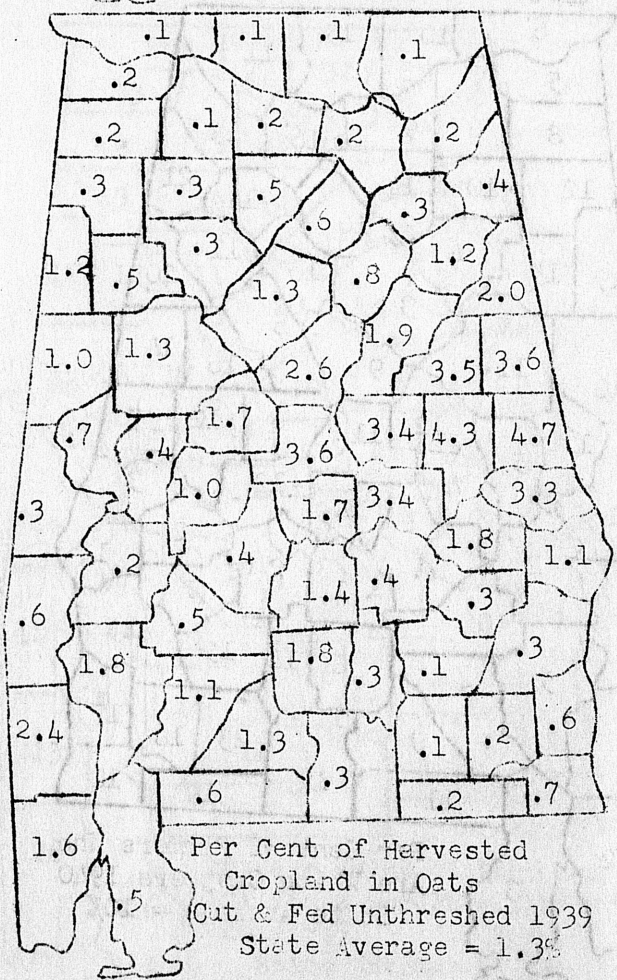 .1 .1 .1 .1
.2
.2 .1 .2 .2 .2
.3 .3 .5 .3 .4
.6
1.2 .5 .3 1.3 .8 1.2 2.0
1.0 1.3 2.6 1.9 3.5 3.6
.7 .4 1.7 3.6 3.4 4.3 4.7
.3 1.0 1.7 3.4 3.3
.2 .4 1.8 1.1
.6 .5 1.4 .4 .3
1.8 1.1 1.8 .3 .1 .3
2.4 1.3 .3 .1 .2 .6
.6 .2 .7
1.6 .5
Per Cent of Harvested
Cropland in Oats
Cut & Fed Unthreshed 1939
State Average = 1.3%